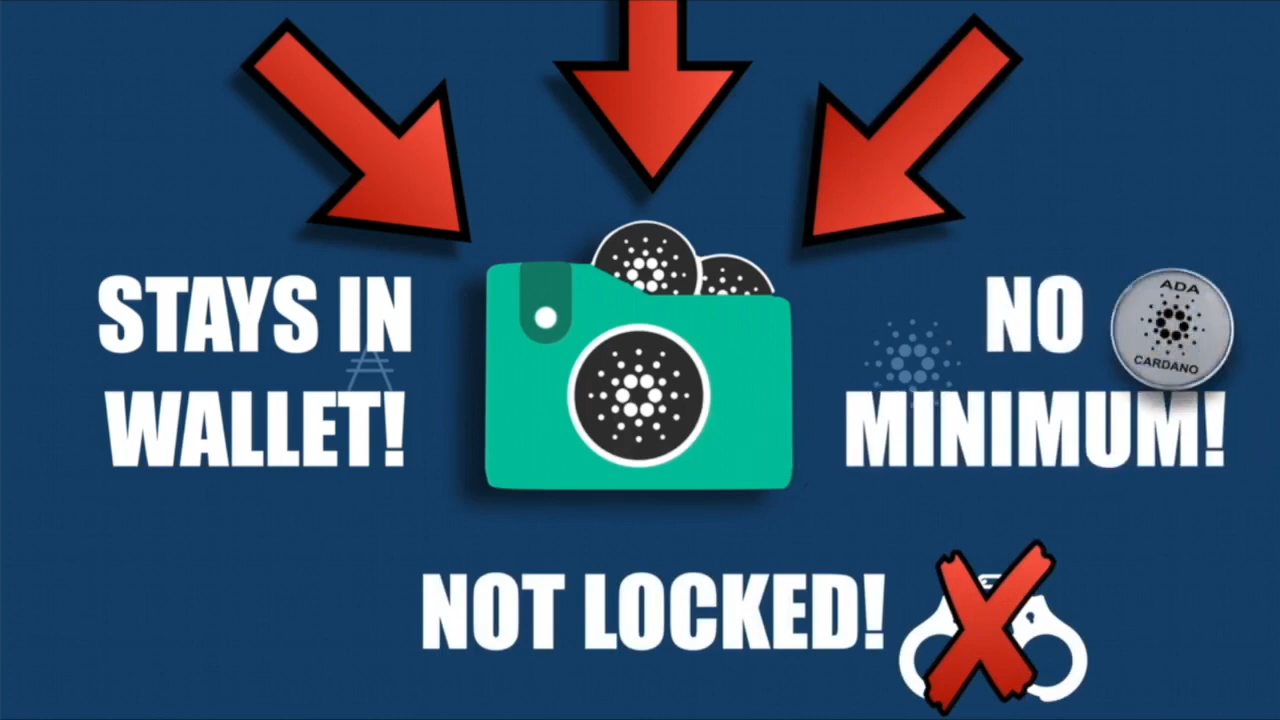 STAYS IN
WALLET!
NO
MINIMUM!
ADA
CARDANO
NOT LOCKED!